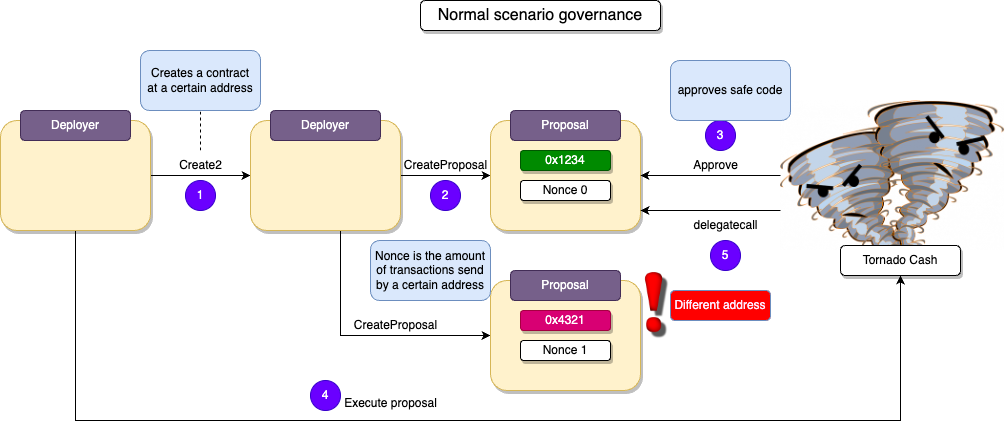 Normal scenario governance
Creates a contract
at a certain address
approves safe code
Deployer
Deployer
Proposal
3
0x1234
Create2
CreateProposal
Approve
Nonce 0
1
2
delegatecall
Nonce is the amount
of transactions send
by a certain address
5
Tornado Cash
Proposal
!
Different address
0x4321
CreateProposal
Nonce 1
4
Execute proposal